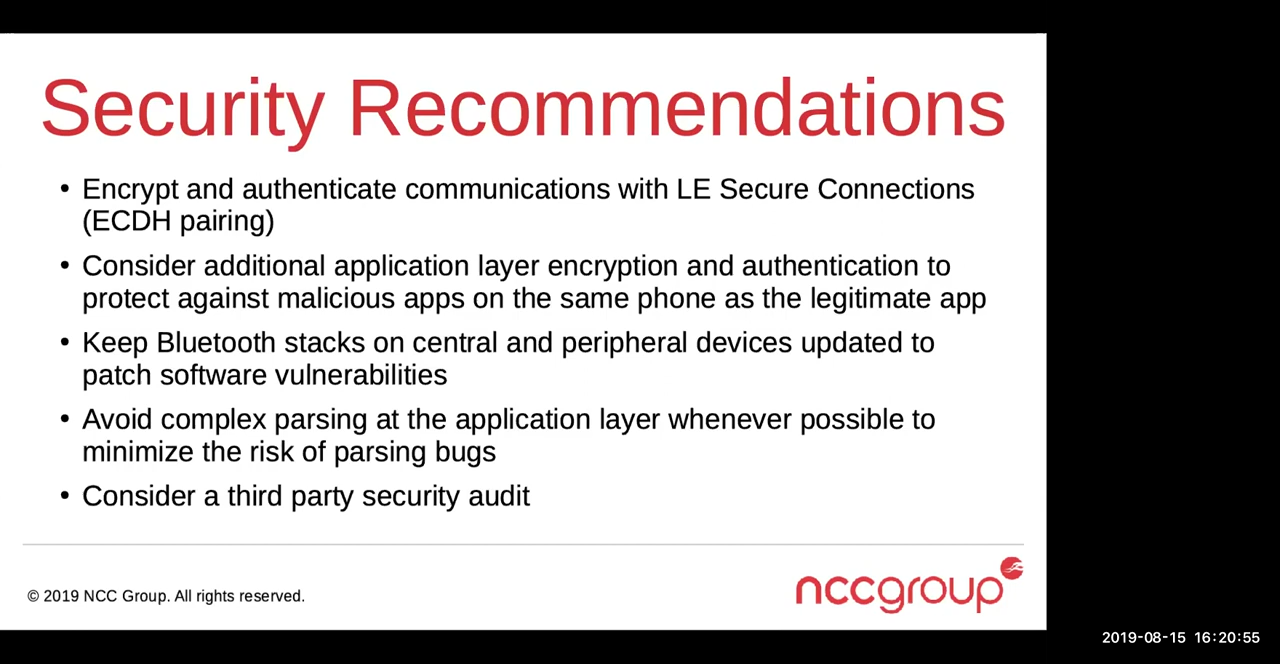 Security Recommendations
• Encrypt and authenticate communications with LE Secure Connections
(ECDH pairing)
• Consider additional application layer encryption and authentication to
protect against malicious apps on the same phone as the legitimate app
• Keep Bluetooth stacks on central and peripheral devices updated to
patch software vulnerabilities
• Avoid complex parsing at the application layer whenever possible to
minimize the risk of parsing bugs
• Consider a third party security audit
© 2019 NCC Group. All rights reserved.
nccgroup
2019-08-15 16:20:55